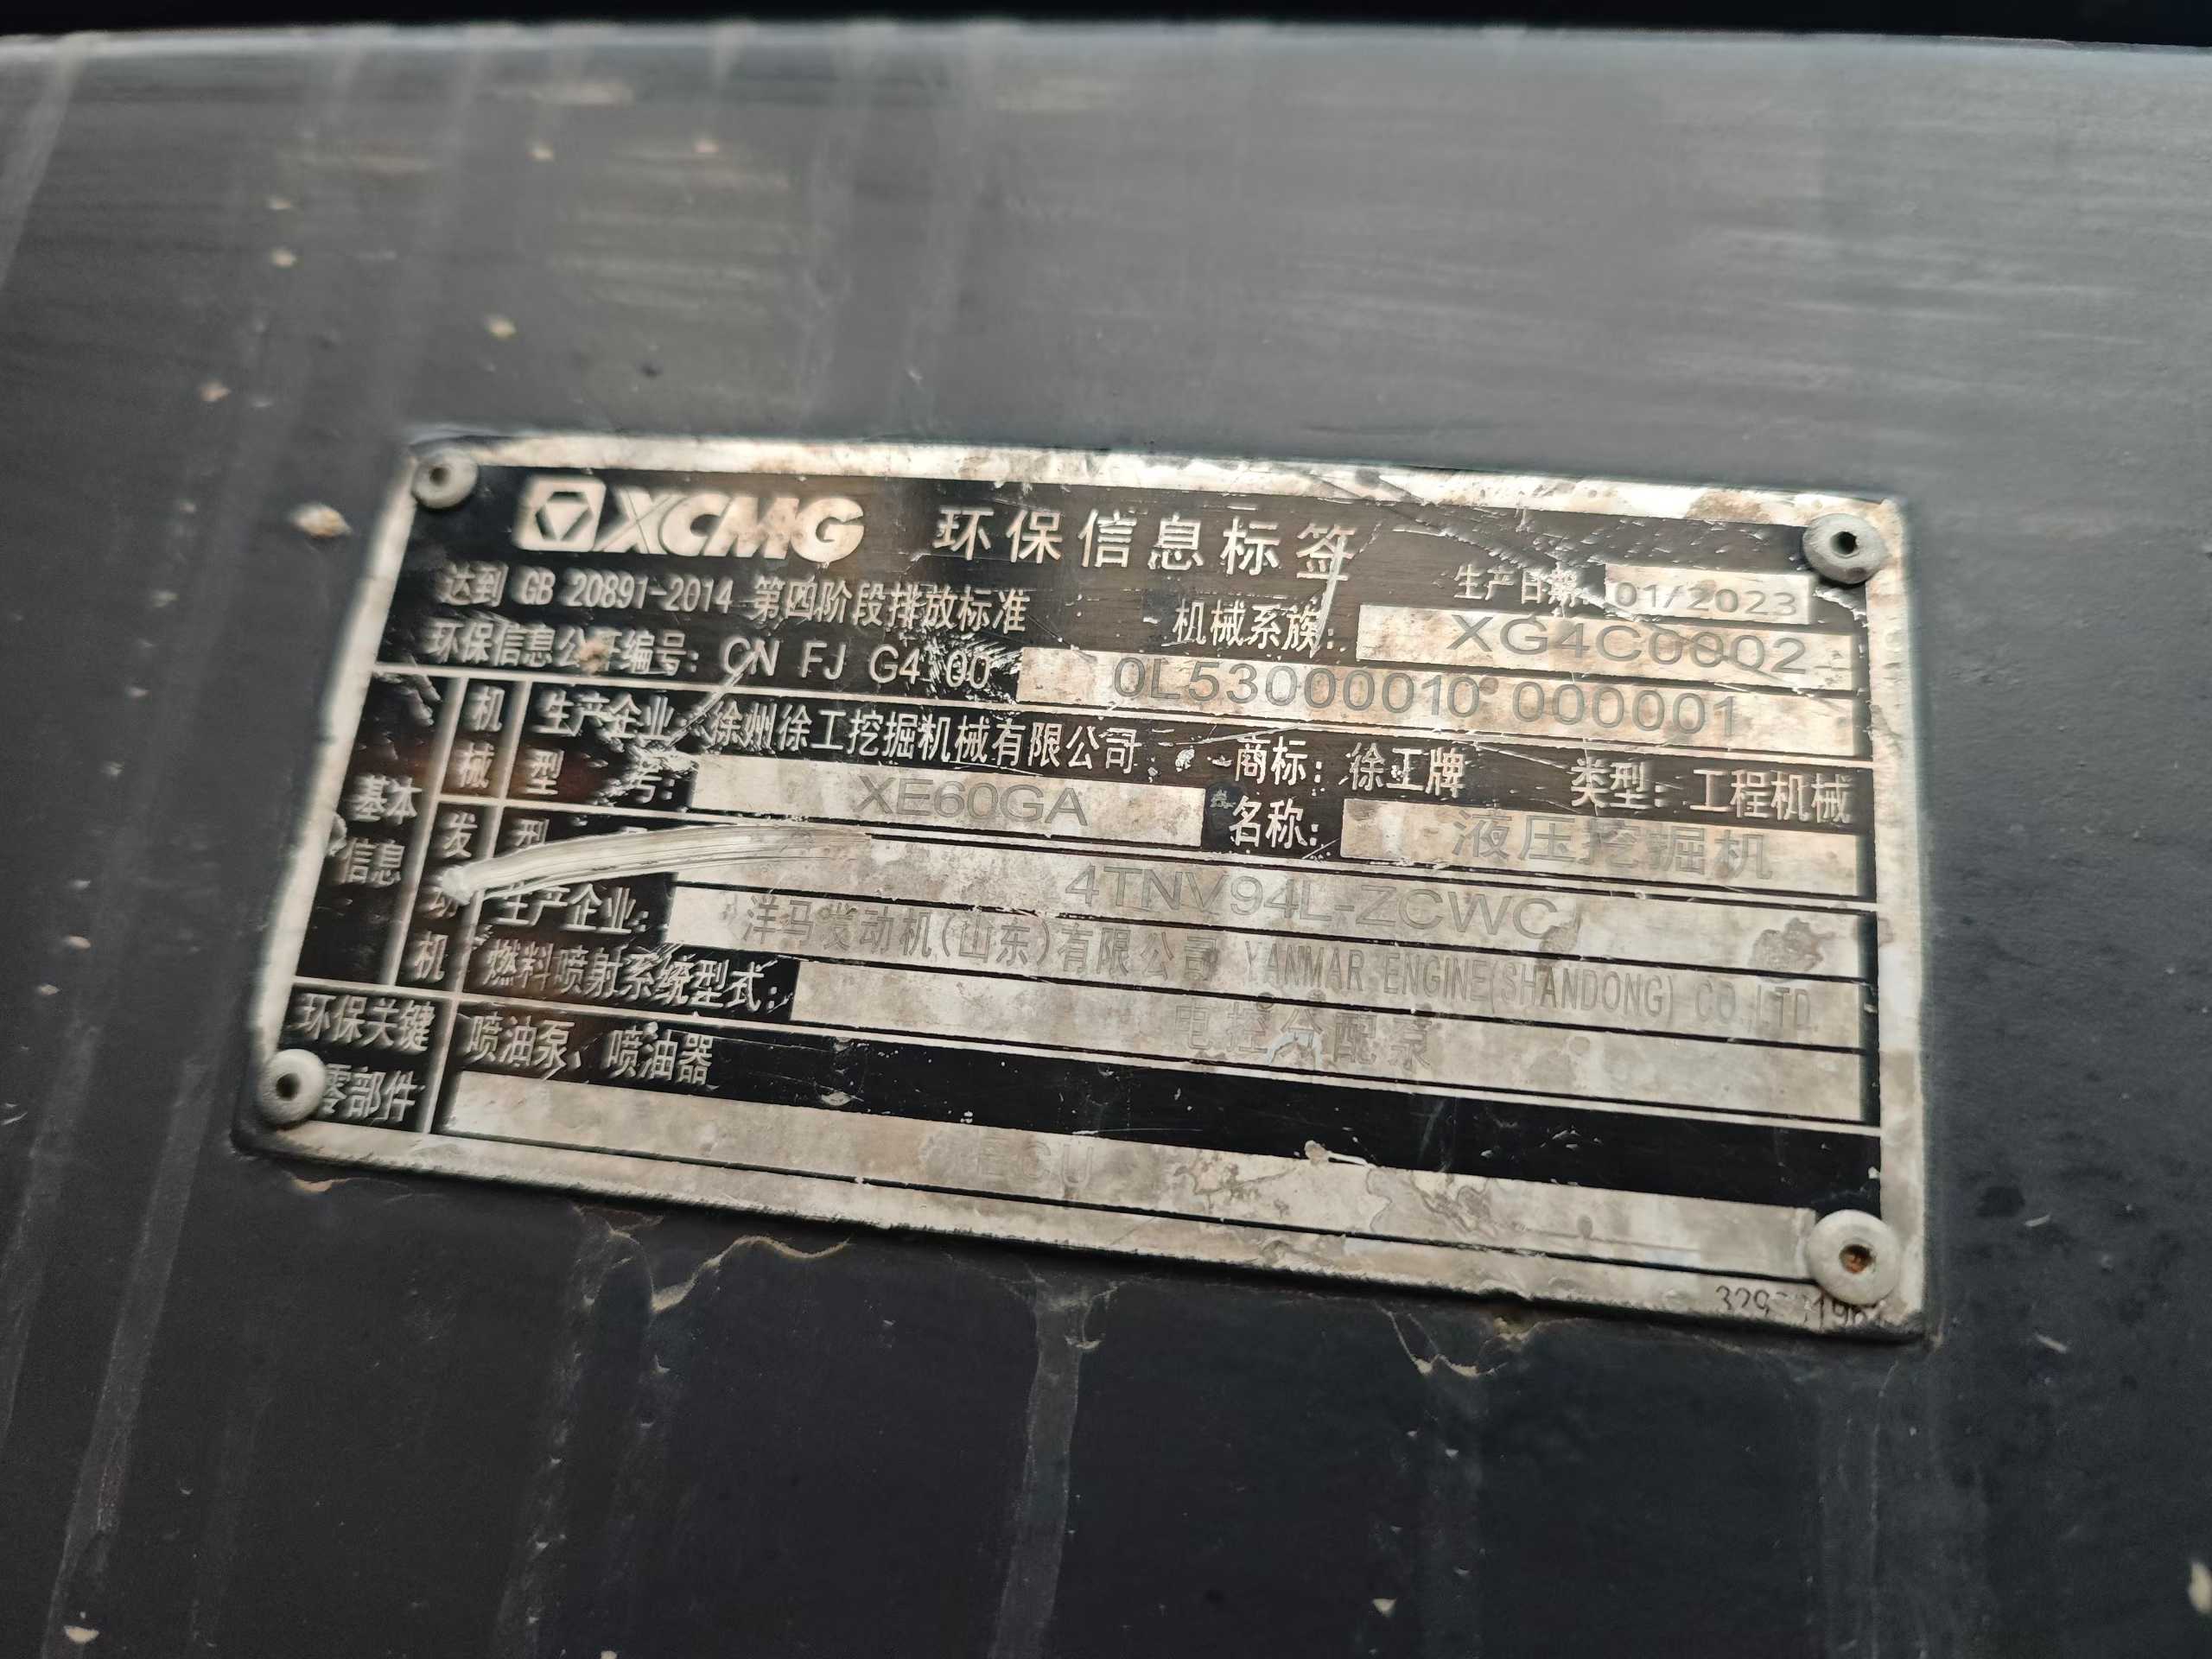 XCMG 环保信息标签
达到 GB 20891-2014 第四阶段排放标准 生产日期: 01/2023
机械系族: XG4C0002
环保信息公开编号: CN FJ G4 00 0L53000010 000001
基本信息
机械
生产企业: 徐州徐工挖掘机械有限公司 商标: 徐工牌 类型: 工程机械
型 号: XE60GA 名称: 液压挖掘机
发动机
型 4TNV94L-ZCWC
生产企业: 洋马发动机(山东)有限公司 YANMAR ENGINE(SHANDONG) CO.,LTD.
燃料喷射系统型式: 电控分配泵
环保关键零部件
喷油泵、喷油器
ECU